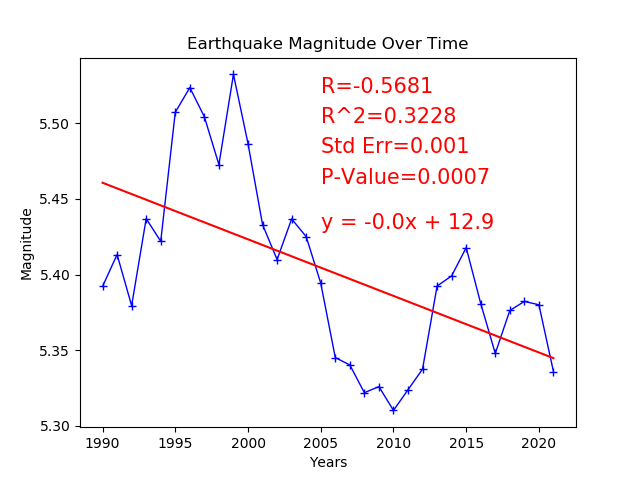 Earthquake Magnitude Over Time
R=-0.5681
R^2=0.3228
Std Err=0.001
P-Value=0.0007
y = -0.0x + 12.9
Magnitude
5.50
5.45
5.40
5.35
5.30
1990 1995 2000 2005 2010 2015 2020
Years